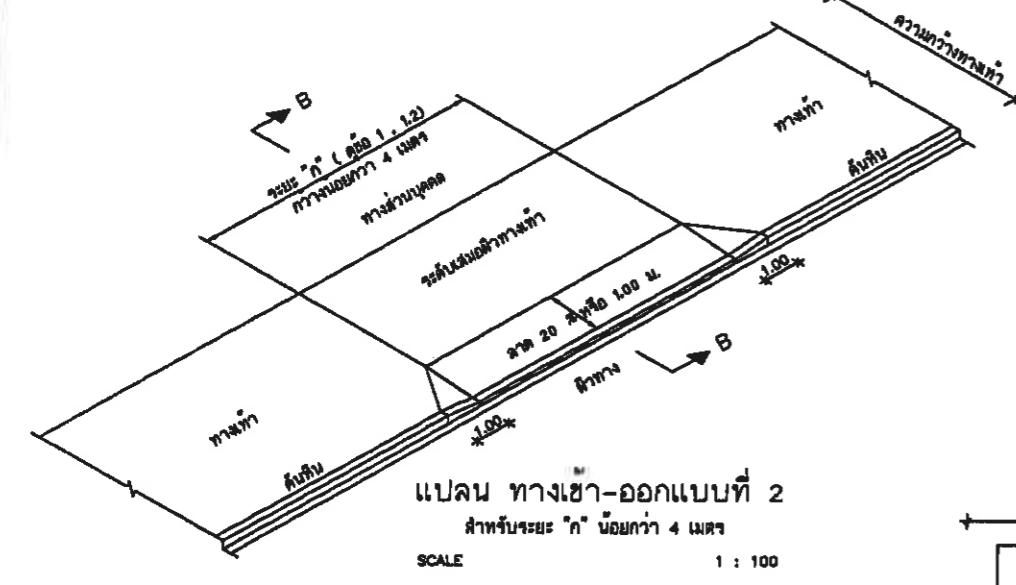 ความกว้างทางเท้า
B
ระยะ "ก" ( ดูข้อ 1 , 1.2)
กว้างน้อยกว่า 4 เมตร
ทางส่วนบุคคล
ทางเท้า
คันหิน
ระดับเสมอผิวทางเท้า
1.00
ลาด 20 % หรือ 1.00 ม.
B
ผิวทาง
ทางเท้า
1.00
คันหิน
แปลน ทางเข้า-ออกแบบที่ 2
สำหรับระยะ "ก" น้อยกว่า 4 เมตร
SCALE 1 : 100